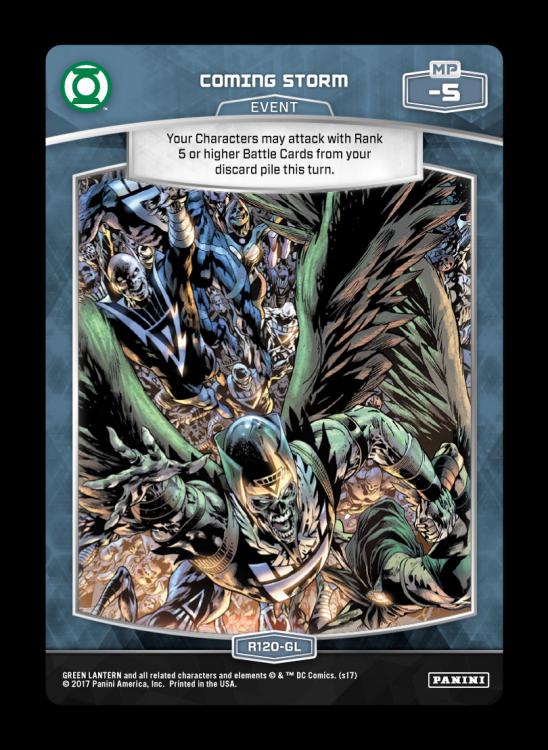 COMING STORM
MP
-5
EVENT
Your Characters may attack with Rank
5 or higher Battle Cards from your
discard pile this turn.
R120-GL
GREEN LANTERN and all related characters and elements © & ™ DC Comics. (s17)
© 2017 Panini America, Inc. Printed in the USA.
PANINI